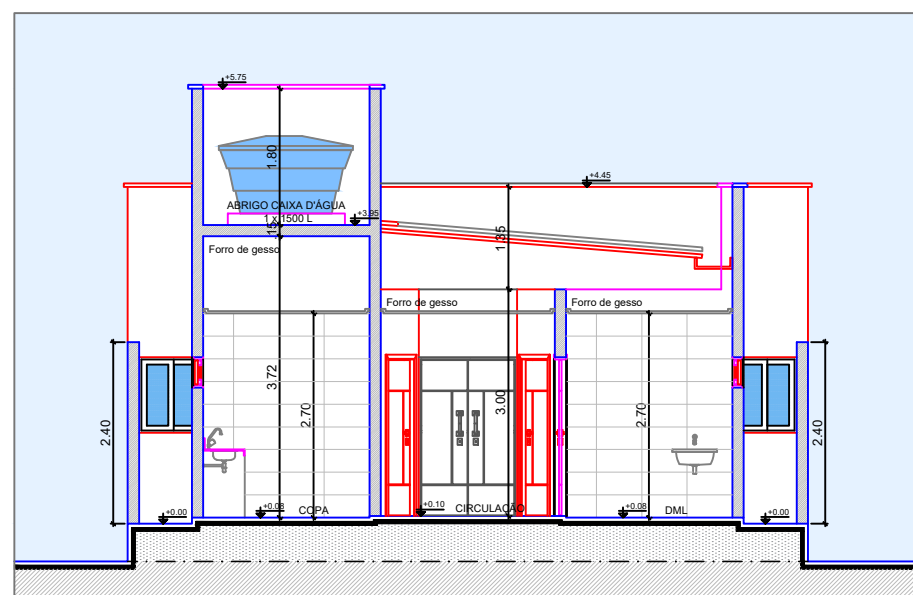 +5.75
1.80
+4.45
ABRIGO CAIXA D'ÁGUA
1 x 1500 L
+3.95
.15
1.35
Forro de gesso
Forro de gesso
Forro de gesso
3.72
2.70
3.00
2.70
2.40
2.40
+0.00
+0.08
COPA
+0.10
CIRCULAÇÃO
+0.08
DML
+0.00